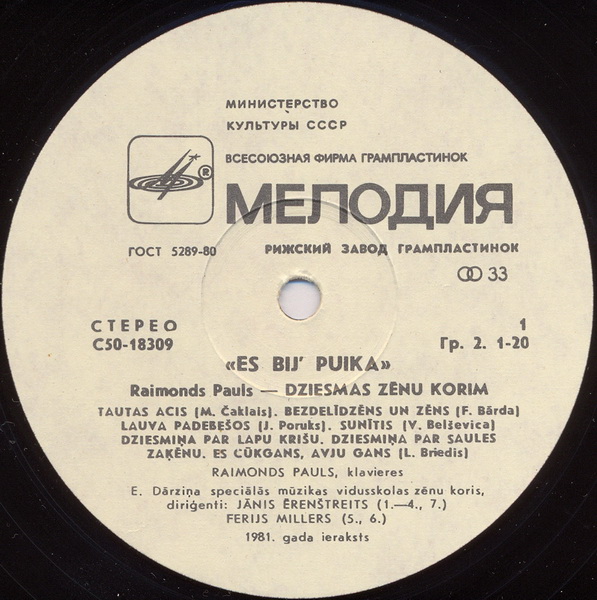 МИНИСТЕРСТВО
КУЛЬТУРЫ СССР
ВСЕСОЮЗНАЯ ФИРМА ГРАМПЛАСТИНОК
® МЕЛОДИЯ
ГОСТ 5289-80 РИЖСКИЙ ЗАВОД ГРАМПЛАСТИНОК
33
СТЕРЕО 1
С50-18309 Гр. 2. 1-20
«ES BIJ' PUIKA»
Raimonds Pauls — DZIESMAS ZĒNU KORIM
TAUTAS ACIS (M. Čaklais). BEZDELĪDZĒNS UN ZĒNS (F. Bārda)
LAUVA PADEBEŠOS (J. Poruks). SUNĪTIS (V. Belševica)
DZIESMIŅA PAR LAPU KRIŠU. DZIESMIŅA PAR SAULES
ZAĶĒNU. ES CŪKGANS, AVJU GANS (L. Briedis)
RAIMONDS PAULS, klavieres
E. Dārziņa speciālās mūzikas vidusskolas zēnu koris,
diriģenti: JĀNIS ĒRENŠTREITS (1.—4., 7.)
FERIJS MILLERS (5., 6.)
1981. gada ieraksts